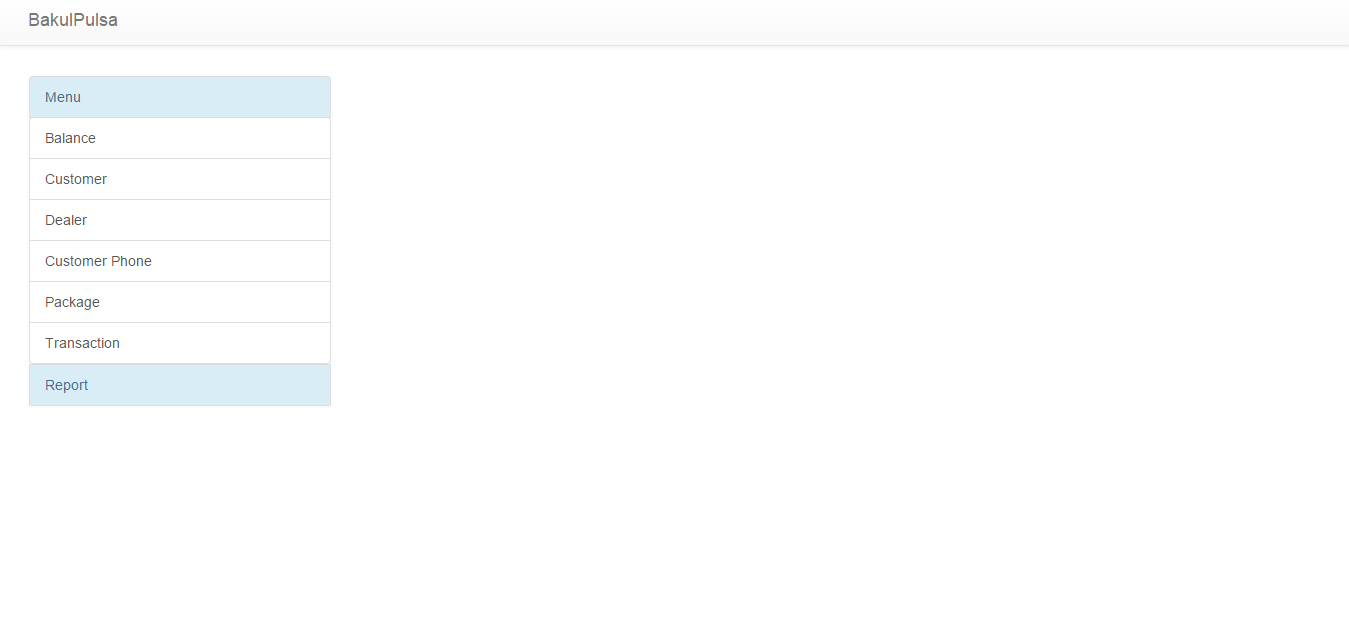 BakulPulsa
Menu
Balance
Customer
Dealer
Customer Phone
Package
Transaction
Report